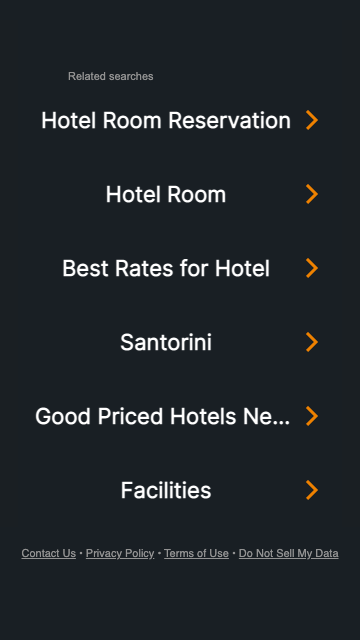 Related searches
Hotel Room Reservation
Hotel Room
Best Rates for Hotel
Santorini
Good Priced Hotels Ne...
Facilities
Contact Us • Privacy Policy • Terms of Use • Do Not Sell My Data